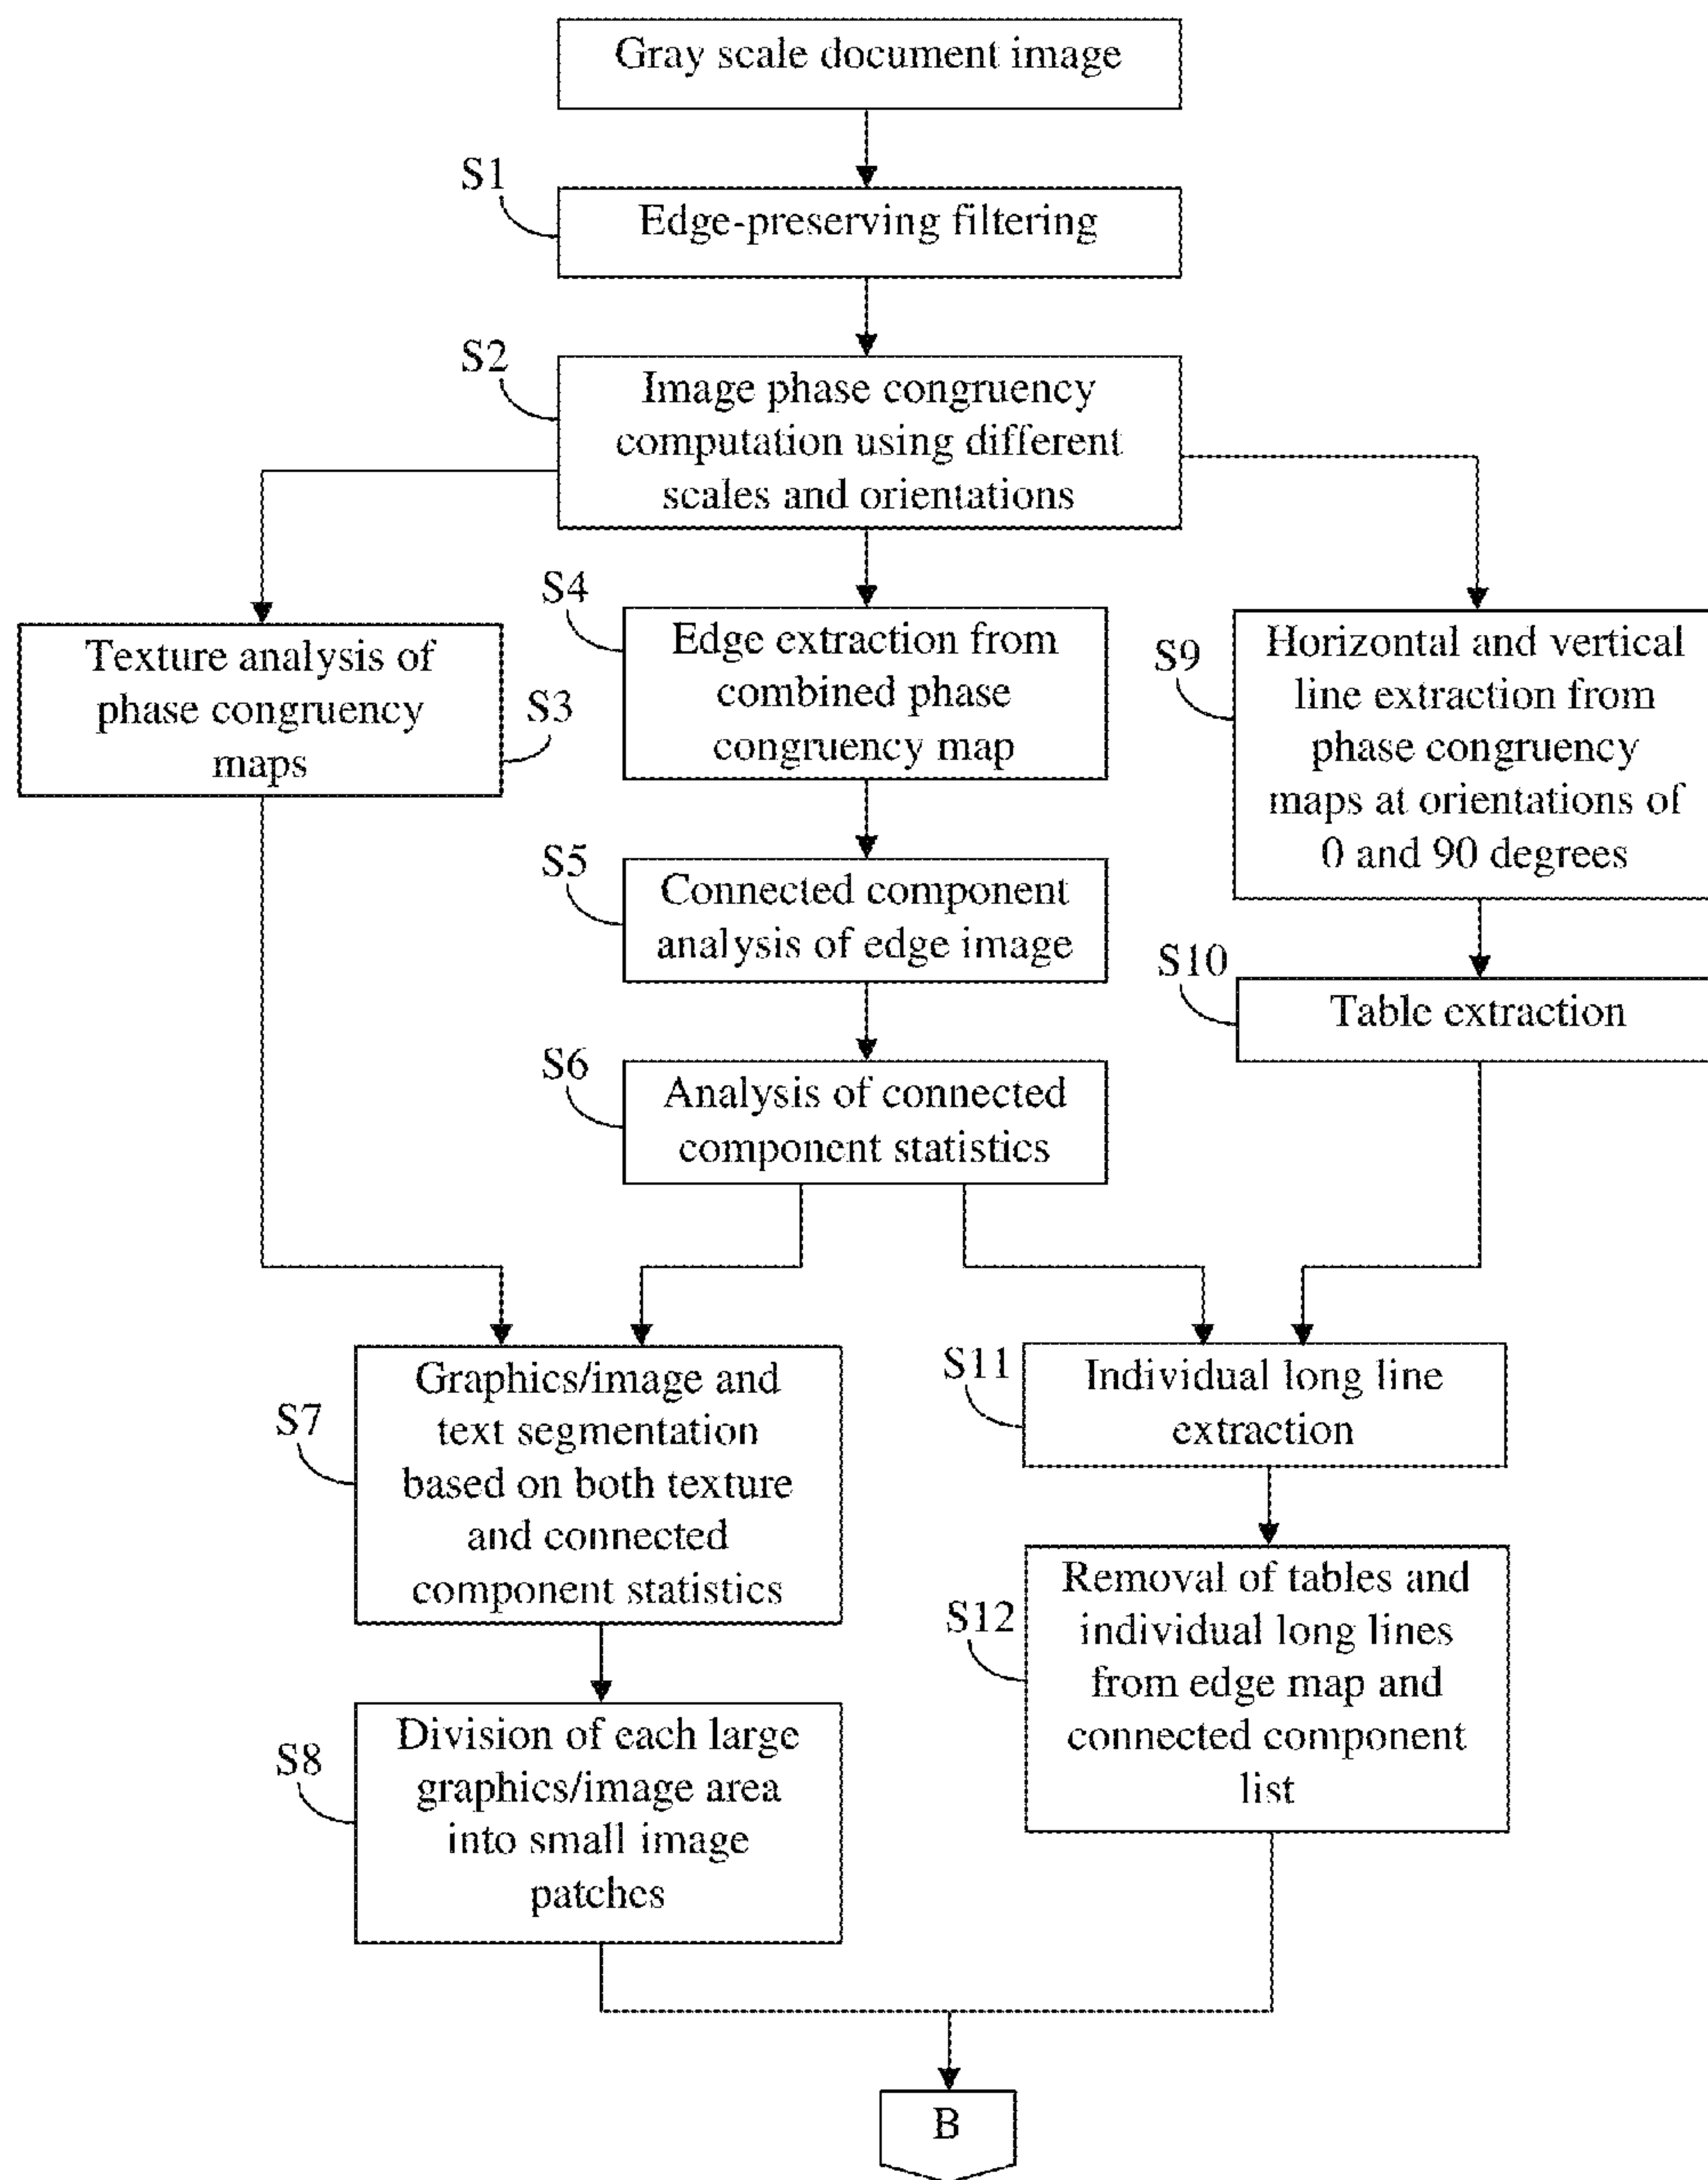 Gray scale document image
S1
Edge-preserving filtering
S2
Image phase congruency
computation using different
scales and orientations
Texture analysis of
phase congruency
maps
S3
S4
Edge extraction from
combined phase
congruency map
S9
Horizontal and vertical
line extraction from
phase congruency
maps at orientations of
0 and 90 degrees
S5
Connected component
analysis of edge image
S10
Table extraction
S6
Analysis of connected
component statistics
S7
Graphics/image and
text segmentation
based on both texture
and connected
component statistics
S11
Individual long line
extraction
S12
Removal of tables and
individual long lines
from edge map and
connected component
list
S8
Division of each large
graphics/image area
into small image
patches
B